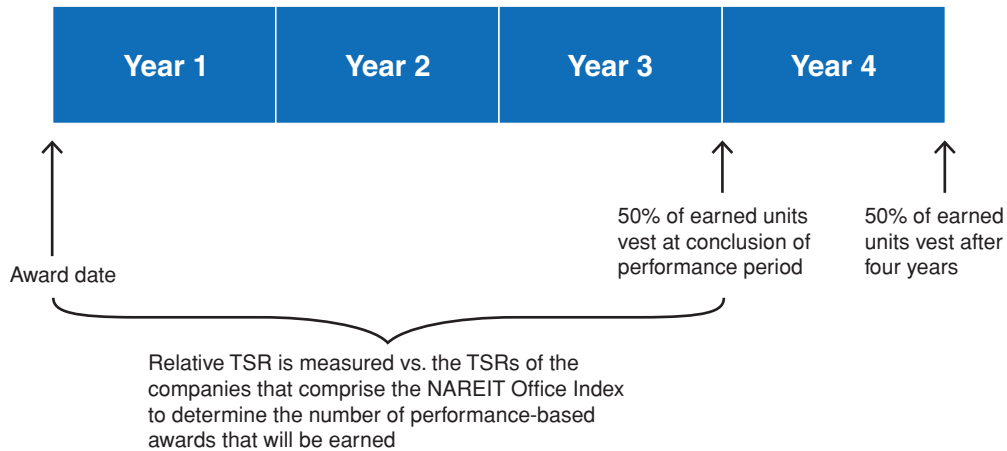 Year 1
Year 2
Year 3
Year 4
Award date
50% of earned units
vest at conclusion of
performance period
50% of earned
units vest after
four years
Relative TSR is measured vs. the TSRs of the
companies that comprise the NAREIT Office Index
to determine the number of performance-based
awards that will be earned